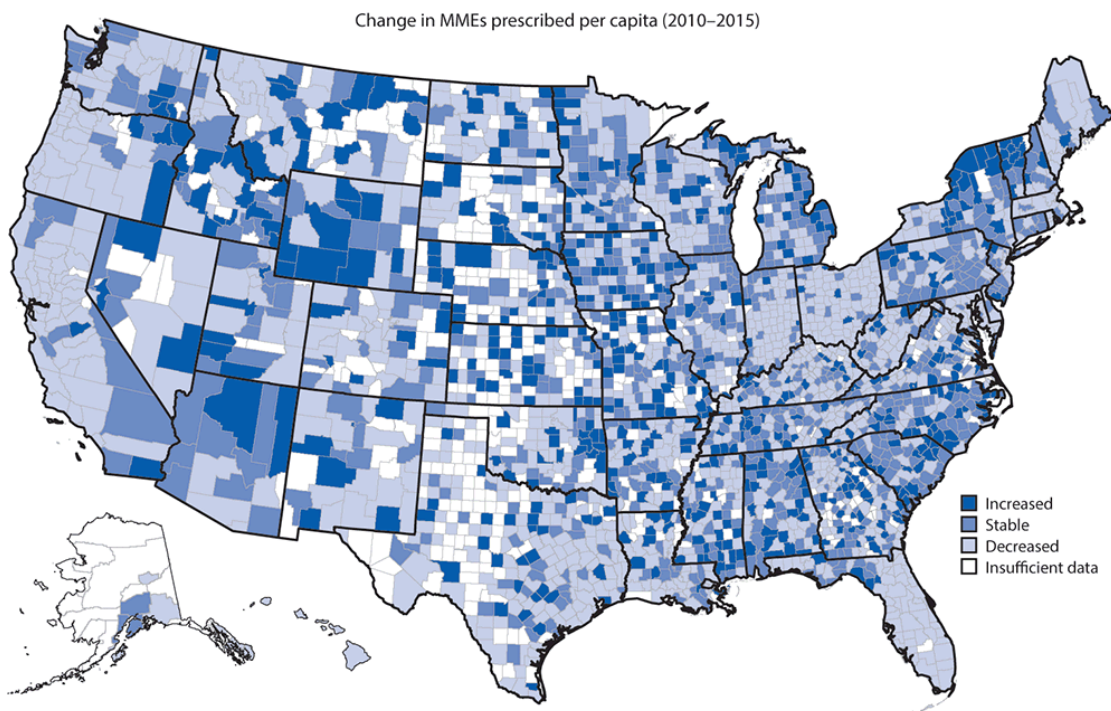 Change in MMEs prescribed per capita (2010–2015)
Increased
Stable
Decreased
Insufficient data